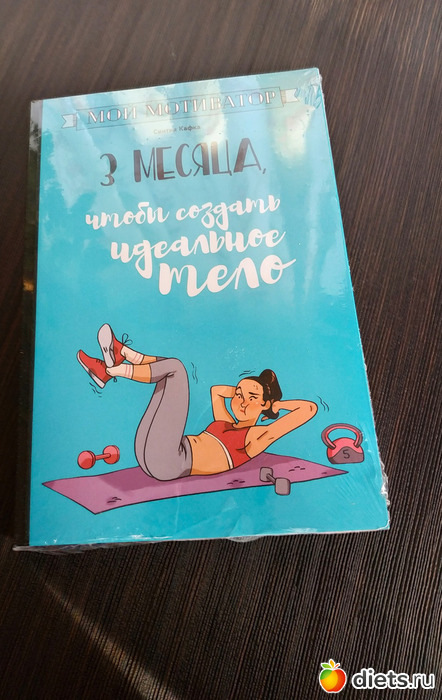 МОЙ МОТИВАТОР
3 МЕСЯЦА,
чтобы создать
идеальное
тело
5
diets.ru